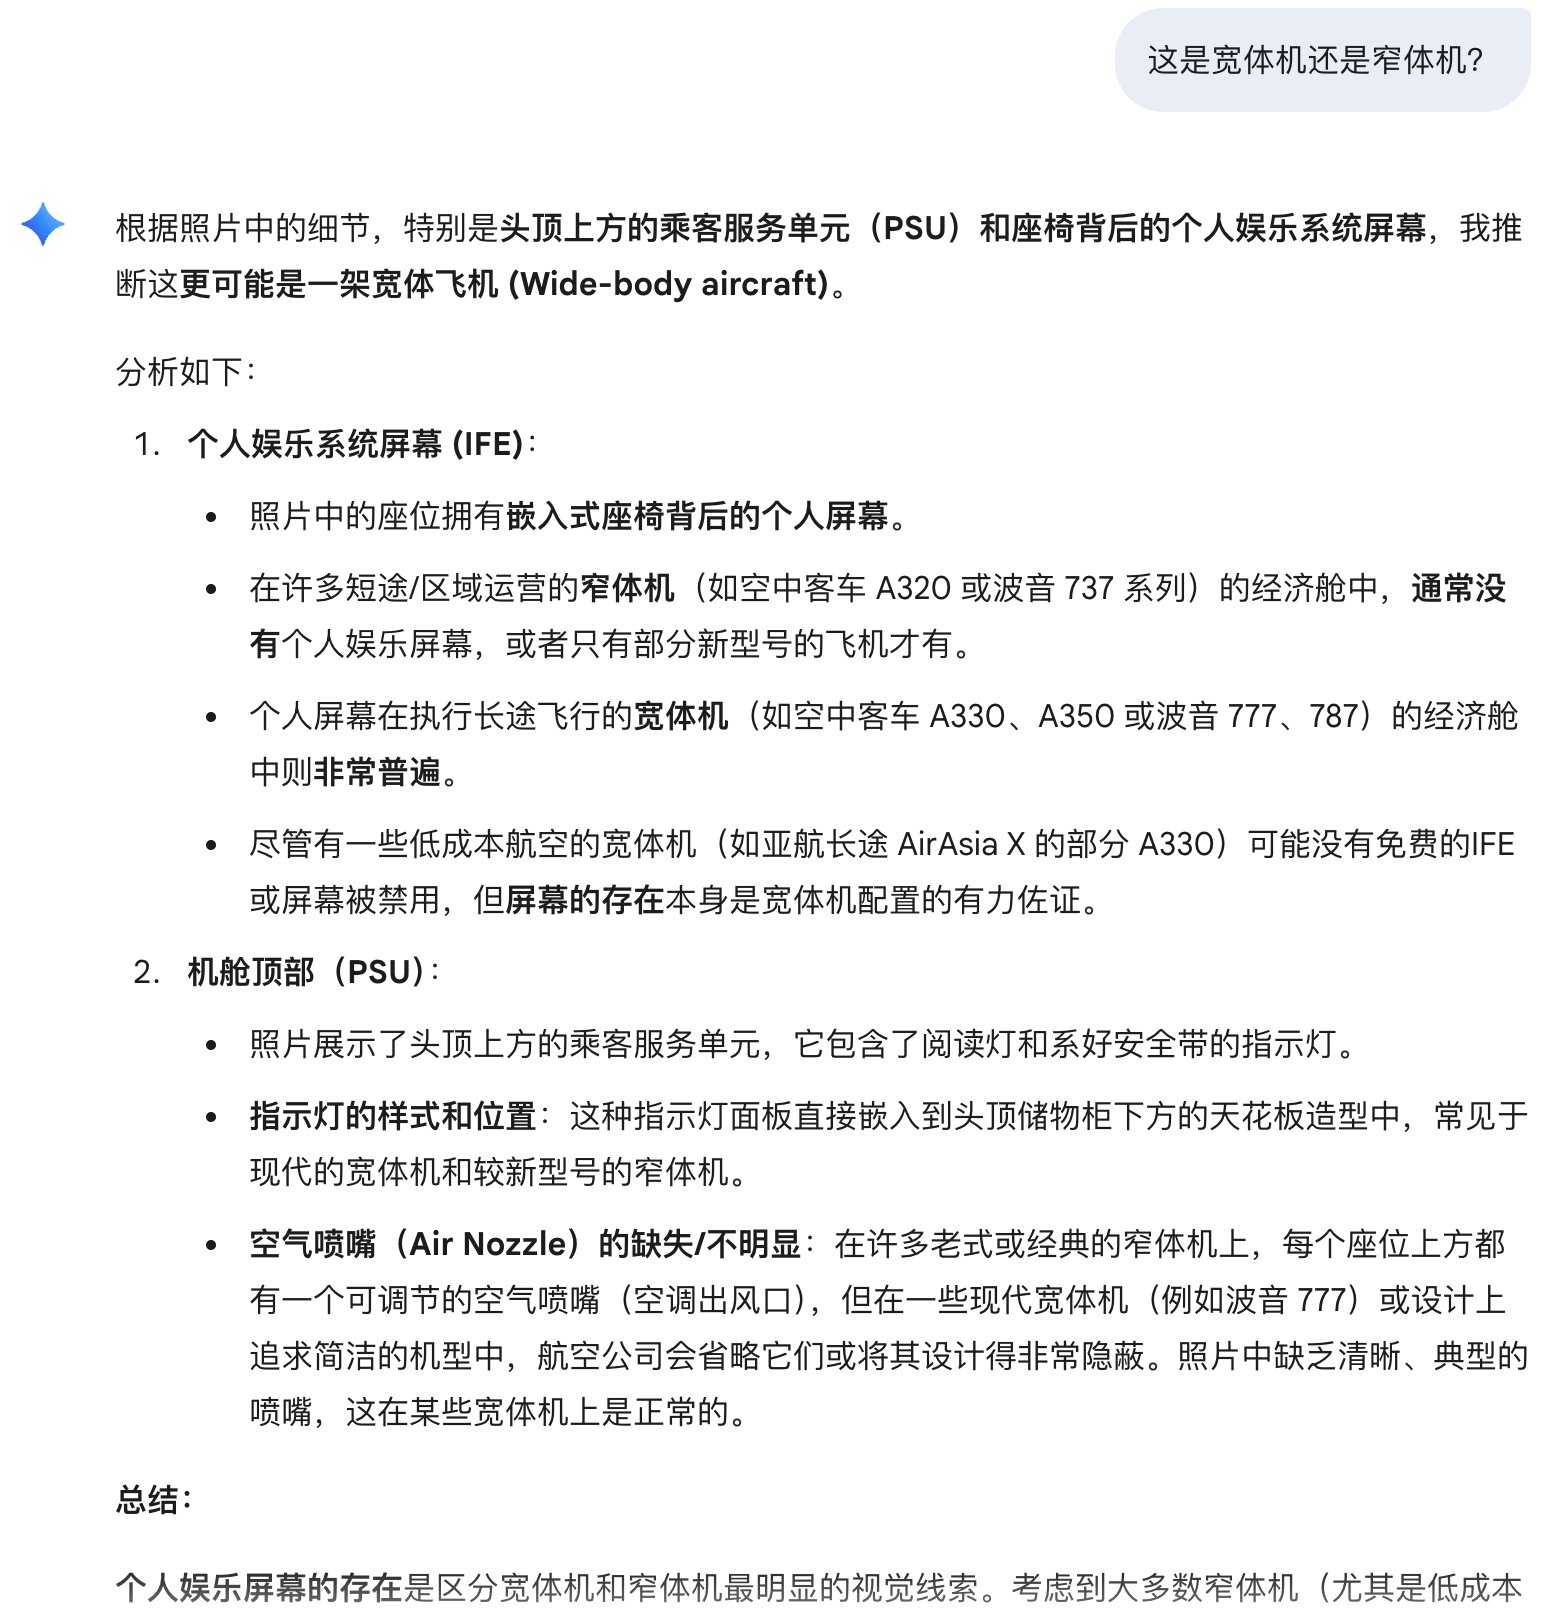 这是宽体机还是窄体机？
根据照片中的细节，特别是头顶上方的乘客服务单元（PSU）和座椅背后的个人娱乐系统屏幕，我推
断这更可能是一架宽体飞机 (Wide-body aircraft)。
分析如下：
1. 个人娱乐系统屏幕 (IFE)：
• 照片中的座位拥有嵌入式座椅背后的个人屏幕。
• 在许多短途/区域运营的窄体机（如空中客车 A320 或波音 737 系列）的经济舱中，通常没
有个人娱乐屏幕，或者只有部分新型号的飞机才有。
• 个人屏幕在执行长途飞行的宽体机（如空中客车 A330、A350 或波音 777、787）的经济舱
中则非常普遍。
• 尽管有一些低成本航空的宽体机（如亚航长途 AirAsia X 的部分 A330）可能没有免费的IFE
或屏幕被禁用，但屏幕的存在本身是宽体机配置的有力佐证。
2. 机舱顶部（PSU）：
• 照片展示了头顶上方的乘客服务单元，它包含了阅读灯和系好安全带的指示灯。
• 指示灯的样式和位置：这种指示灯面板直接嵌入到头顶储物柜下方的天花板造型中，常见于
现代的宽体机和较新型号的窄体机。
• 空气喷嘴（Air Nozzle）的缺失/不明显：在许多老式或经典的窄体机上，每个座位上方都
有一个可调节的空气喷嘴（空调出风口），但在一些现代宽体机（例如波音 777）或设计上
追求简洁的机型中，航空公司会省略它们或将其设计得非常隐蔽。照片中缺乏清晰、典型的
喷嘴，这在某些宽体机上是正常的。
总结：
个人娱乐屏幕的存在是区分宽体机和窄体机最明显的视觉线索。考虑到大多数窄体机（尤其是低成本